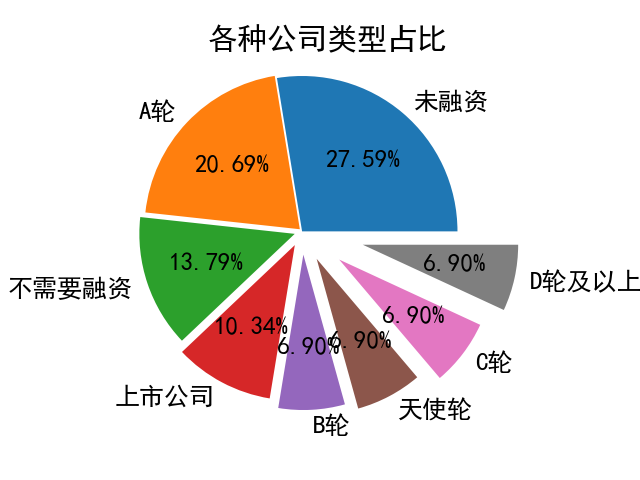 各种公司类型占比
未融资
27.59%
A轮
20.69%
不需要融资
13.79%
上市公司
10.34%
B轮
6.90%
天使轮
6.90%
C轮
6.90%
D轮及以上
6.90%